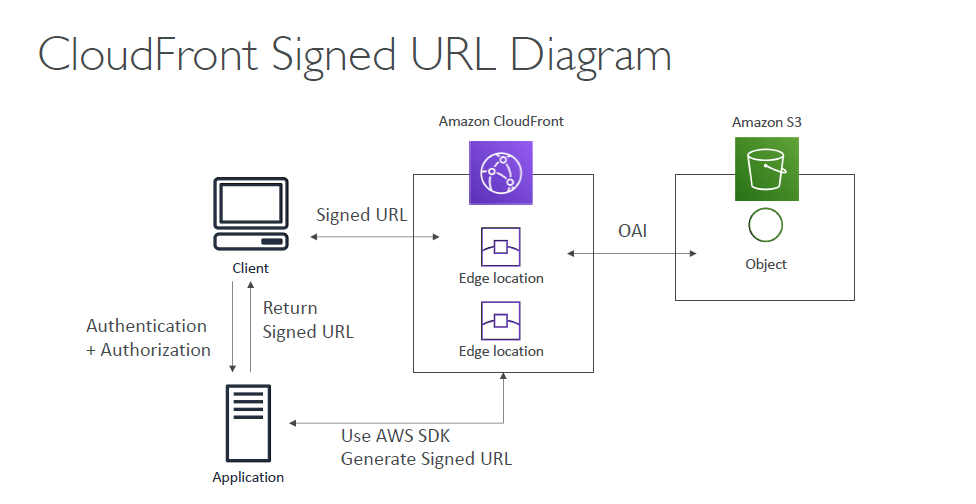 CloudFront Signed URL Diagram
Amazon CloudFront
Amazon S3
Signed URL
OAI
Client
Edge location
Object
Return
Signed URL
Authentication
+ Authorization
Edge location
Use AWS SDK
Generate Signed URL
Application